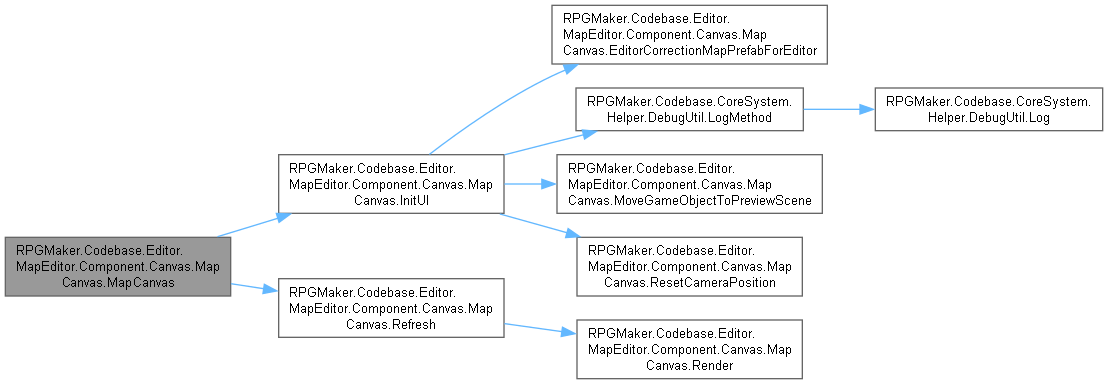 RPGMaker.Codebase.Editor.
MapEditor.Component.Canvas.Map
Canvas.MapCanvas
RPGMaker.Codebase.Editor.
MapEditor.Component.Canvas.Map
Canvas.InitUI
RPGMaker.Codebase.Editor.
MapEditor.Component.Canvas.Map
Canvas.EditorCorrectionMapPrefabForEditor
RPGMaker.Codebase.CoreSystem.
Helper.DebugUtil.LogMethod
RPGMaker.Codebase.CoreSystem.
Helper.DebugUtil.Log
RPGMaker.Codebase.Editor.
MapEditor.Component.Canvas.Map
Canvas.MoveGameObjectToPreviewScene
RPGMaker.Codebase.Editor.
MapEditor.Component.Canvas.Map
Canvas.ResetCameraPosition
RPGMaker.Codebase.Editor.
MapEditor.Component.Canvas.Map
Canvas.Refresh
RPGMaker.Codebase.Editor.
MapEditor.Component.Canvas.Map
Canvas.Render